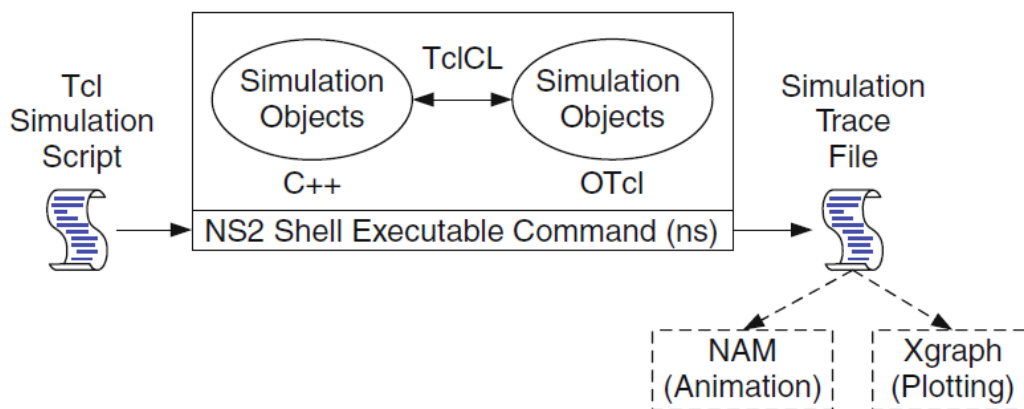 Tcl
Simulation
Script
TclCL
Simulation
Objects
Simulation
Objects
C++
OTcl
NS2 Shell Executable Command (ns)
Simulation
Trace
File
NAM
(Animation)
Xgraph
(Plotting)